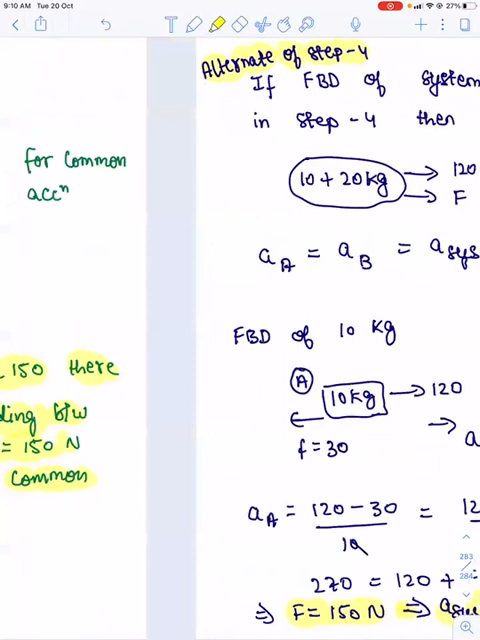 9:10 AM Tue 20 Oct
27%
Alternate of Step-4
If FBD of system
in step-4 then
for common
accⁿ
10 + 20 kg → 120
→ F
a_A = a_B = a_sys
FBD of 10 kg
150 there
A
10 kg → 120
btw
f = 30
= 150 N
common
a_A = (120 - 30)/10 = 12
283
284
270 = 120 +
⇒ F = 150 N ⇒